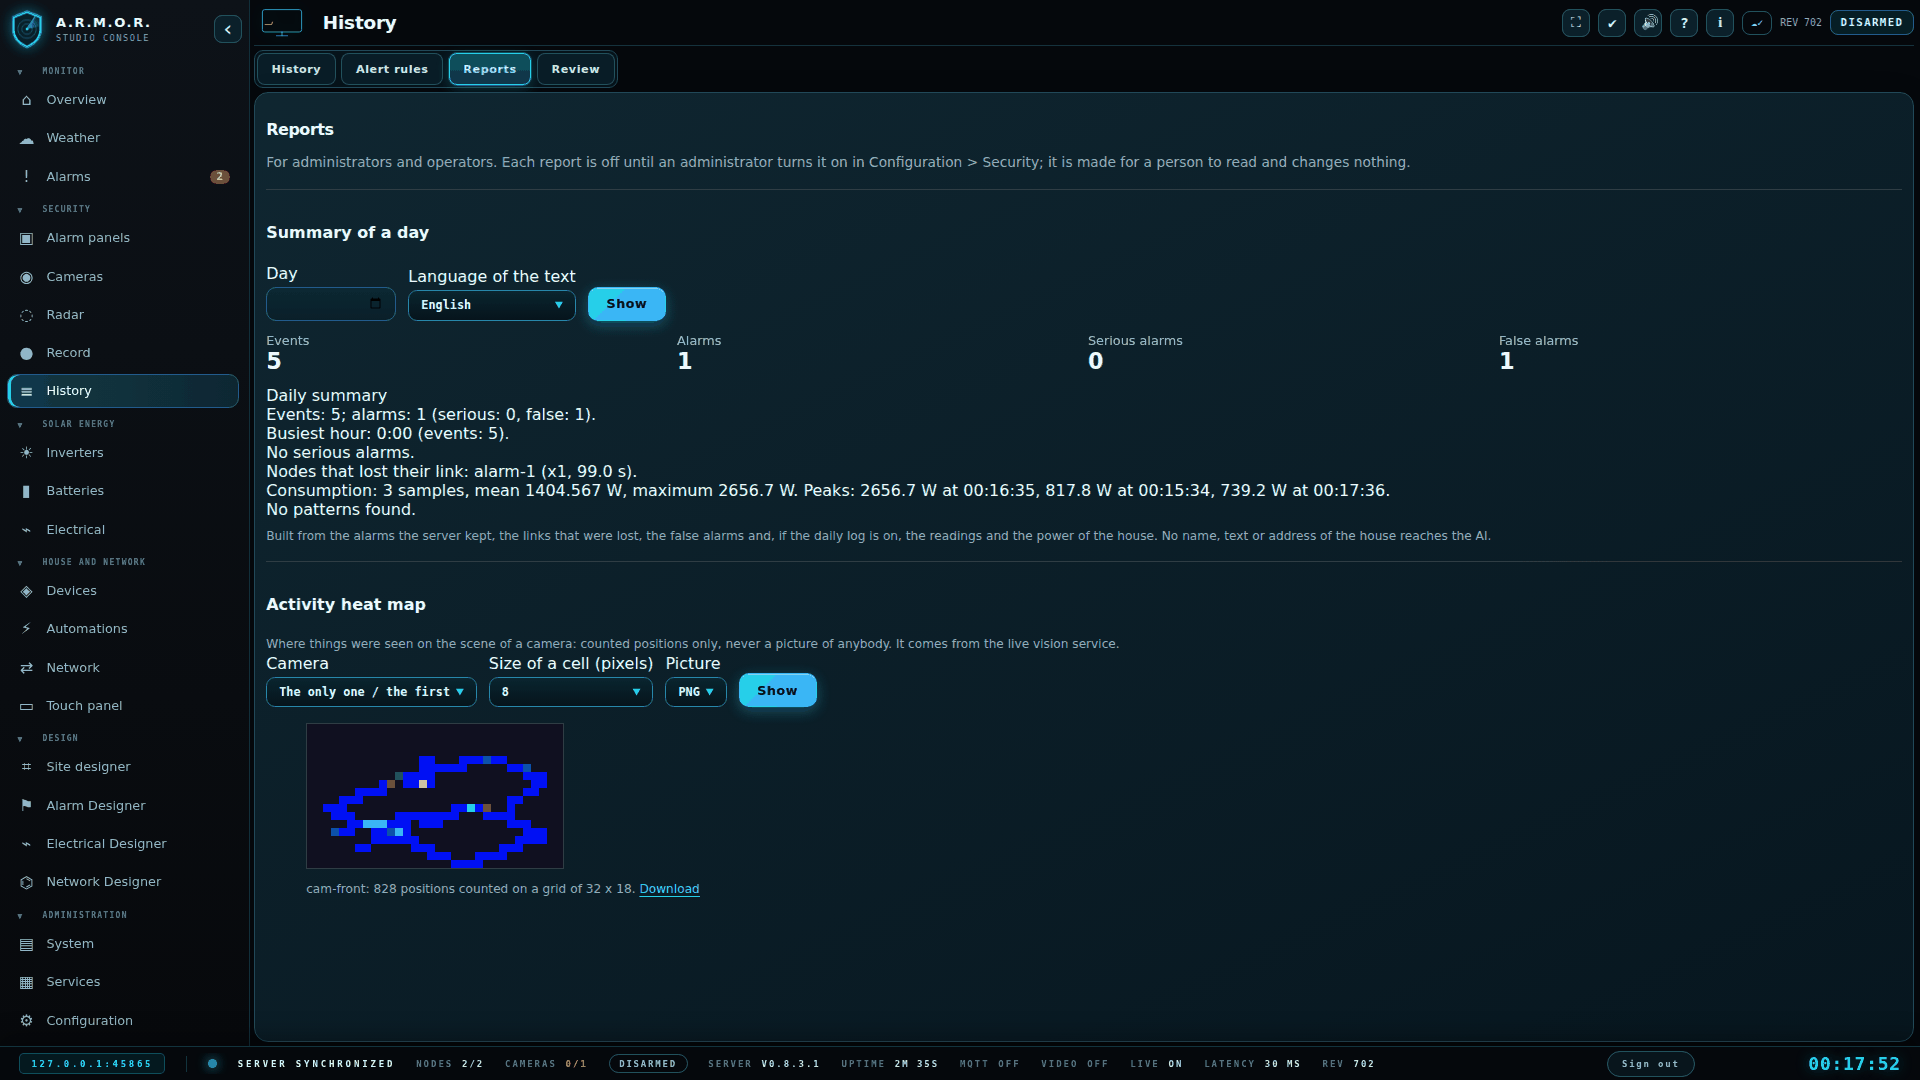 A.R.M.O.R.
STUDIO CONSOLE
MONITOR
Overview
Weather
Alarms 2
SECURITY
Alarm panels
Cameras
Radar
Record
History
SOLAR ENERGY
Inverters
Batteries
Electrical
HOUSE AND NETWORK
Devices
Automations
Network
Touch panel
DESIGN
Site designer
Alarm Designer
Electrical Designer
Network Designer
ADMINISTRATION
System
Services
Configuration
History
? i REV 702 DISARMED
History Alert rules Reports Review
Reports
For administrators and operators. Each report is off until an administrator turns it on in Configuration > Security; it is made for a person to read and changes nothing.
Summary of a day
Day Language of the text
English Show
Events Alarms Serious alarms False alarms
5 1 0 1
Daily summary
Events: 5; alarms: 1 (serious: 0, false: 1).
Busiest hour: 0:00 (events: 5).
No serious alarms.
Nodes that lost their link: alarm-1 (x1, 99.0 s).
Consumption: 3 samples, mean 1404.567 W, maximum 2656.7 W. Peaks: 2656.7 W at 00:16:35, 817.8 W at 00:15:34, 739.2 W at 00:17:36.
No patterns found.
Built from the alarms the server kept, the links that were lost, the false alarms and, if the daily log is on, the readings and the power of the house. No name, text or address of the house reaches the AI.
Activity heat map
Where things were seen on the scene of a camera: counted positions only, never a picture of anybody. It comes from the live vision service.
Camera Size of a cell (pixels) Picture
The only one / the first 8 PNG Show
cam-front: 828 positions counted on a grid of 32 x 18. Download
127.0.0.1:45865 SERVER SYNCHRONIZED NODES 2/2 CAMERAS 0/1 DISARMED SERVER V0.8.3.1 UPTIME 2M 35S MQTT OFF VIDEO OFF LIVE ON LATENCY 30 MS REV 702 Sign out 00:17:52